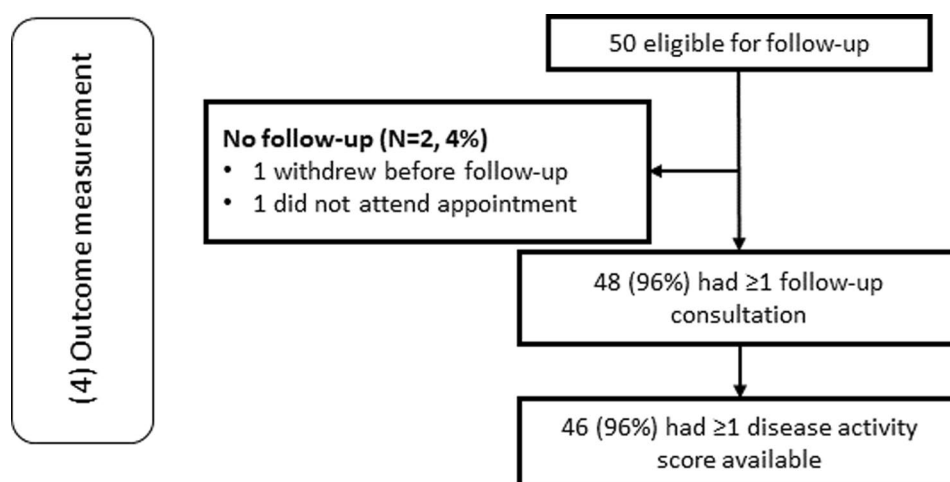 (4) Outcome measurement
50 eligible for follow-up
No follow-up (N=2, 4%)
• 1 withdrew before follow-up
• 1 did not attend appointment
48 (96%) had ≥1 follow-up
consultation
46 (96%) had ≥1 disease activity
score available